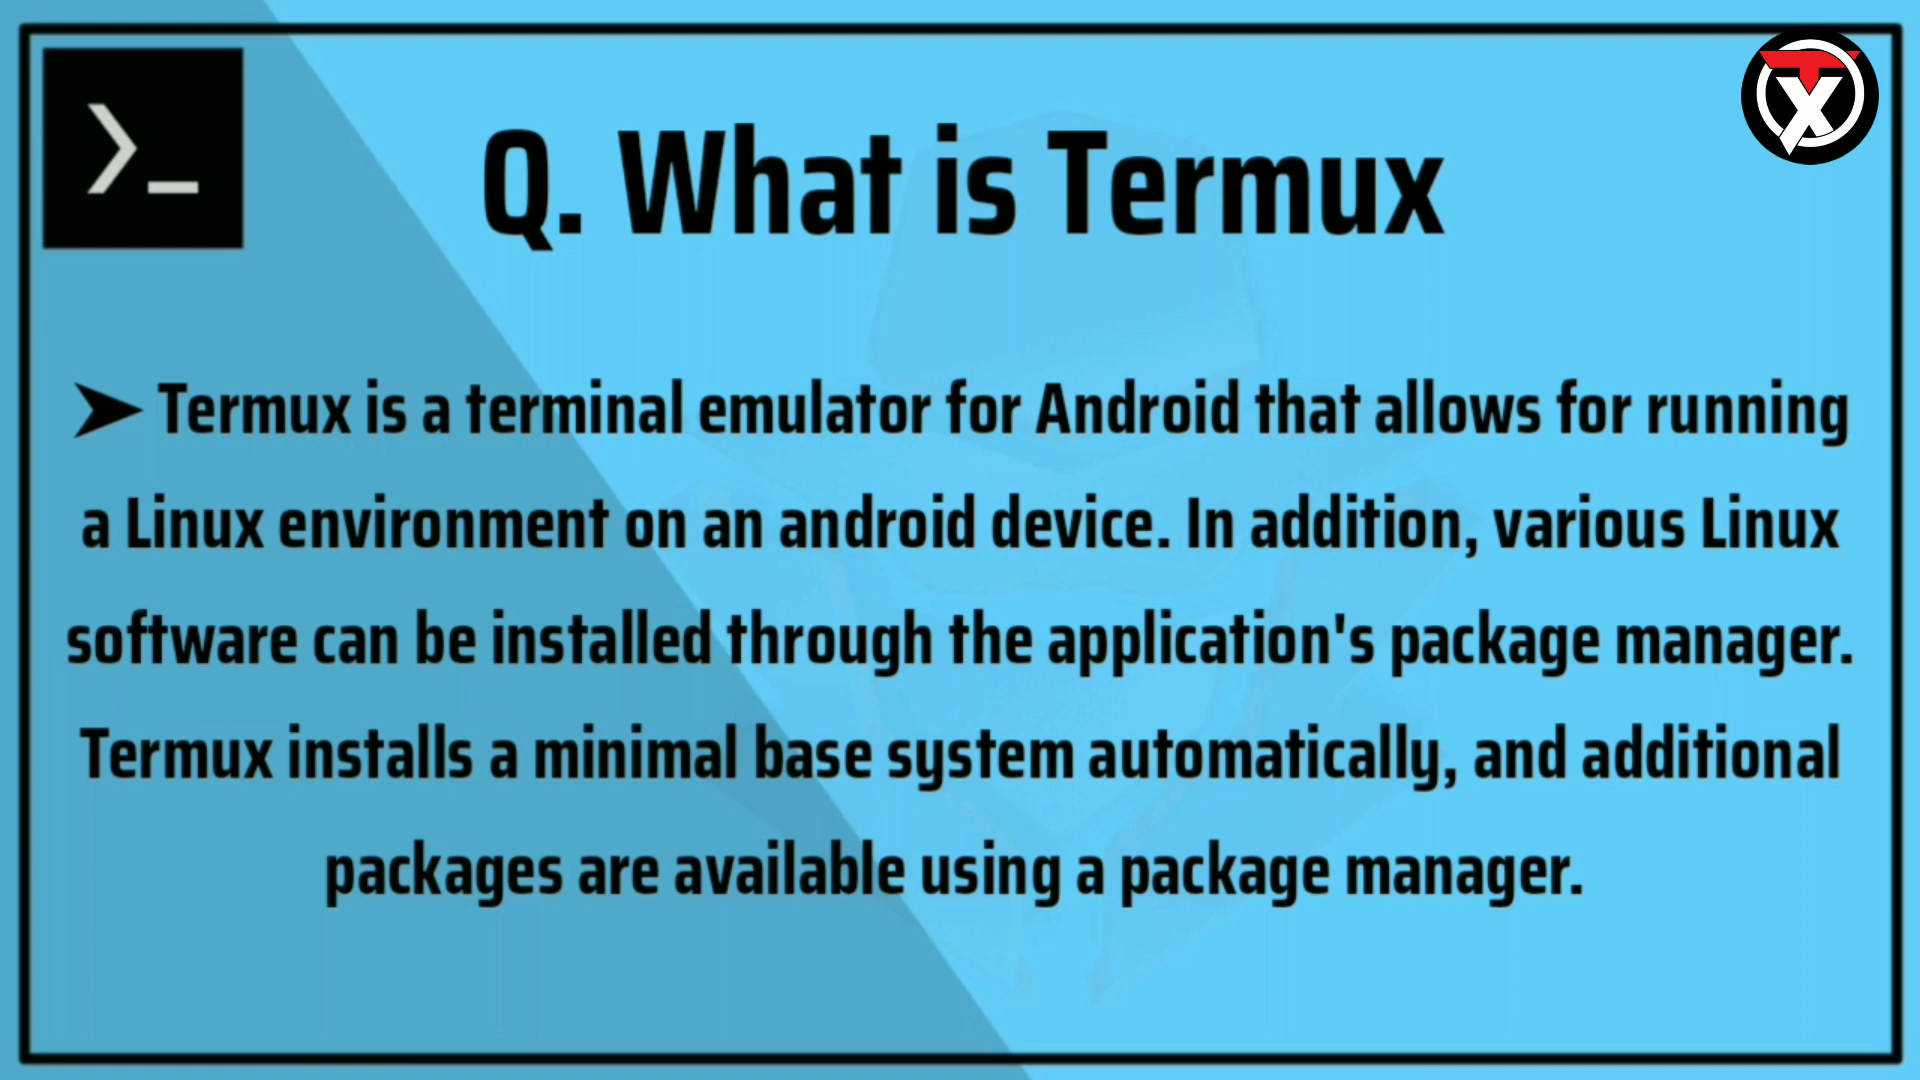 ❯_
TX
Q. What is Termux
➤ Termux is a terminal emulator for Android that allows for running
a Linux environment on an android device. In addition, various Linux
software can be installed through the application's package manager.
Termux installs a minimal base system automatically, and additional
packages are available using a package manager.